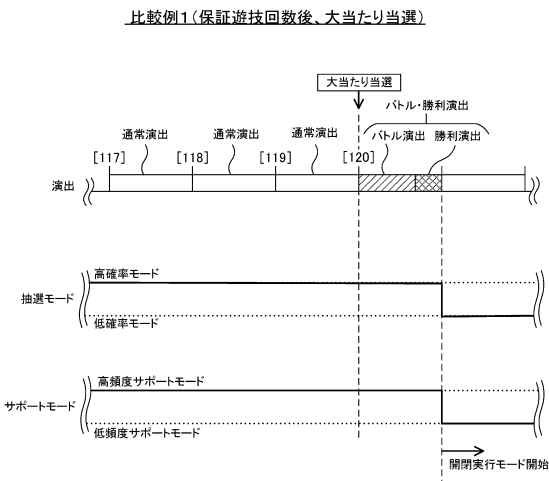 比較例1(保証遊技回数後、大当たり当選)
大当たり当選
バトル・勝利演出
通常演出 通常演出 通常演出 バトル演出 勝利演出
[117] [118] [119] [120]
演出
高確率モード
抽選モード
低確率モード
高頻度サポートモード
サポートモード
低頻度サポートモード
開閉実行モード開始